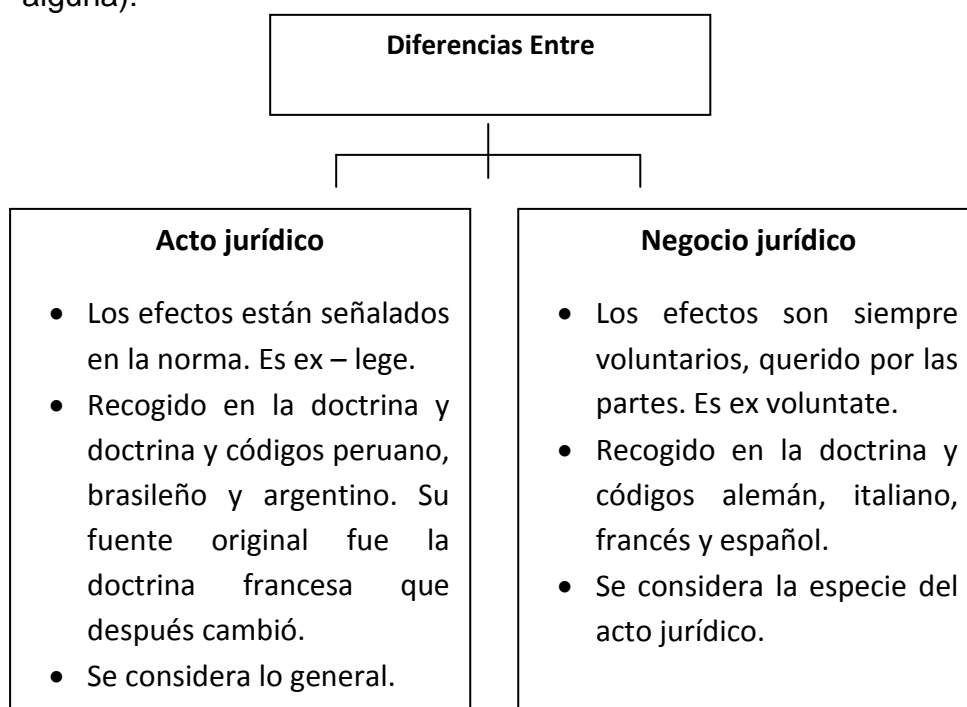 alguna).
Diferencias Entre
Acto jurídico
• Los efectos están señalados
en la norma. Es ex – lege.
• Recogido en la doctrina y
doctrina y códigos peruano,
brasileño y argentino. Su
fuente original fue la
doctrina francesa que
después cambió.
• Se considera lo general.
Negocio jurídico
• Los efectos son siempre
voluntarios, querido por las
partes. Es ex voluntate.
• Recogido en la doctrina y
códigos alemán, italiano,
francés y español.
• Se considera la especie del
acto jurídico.